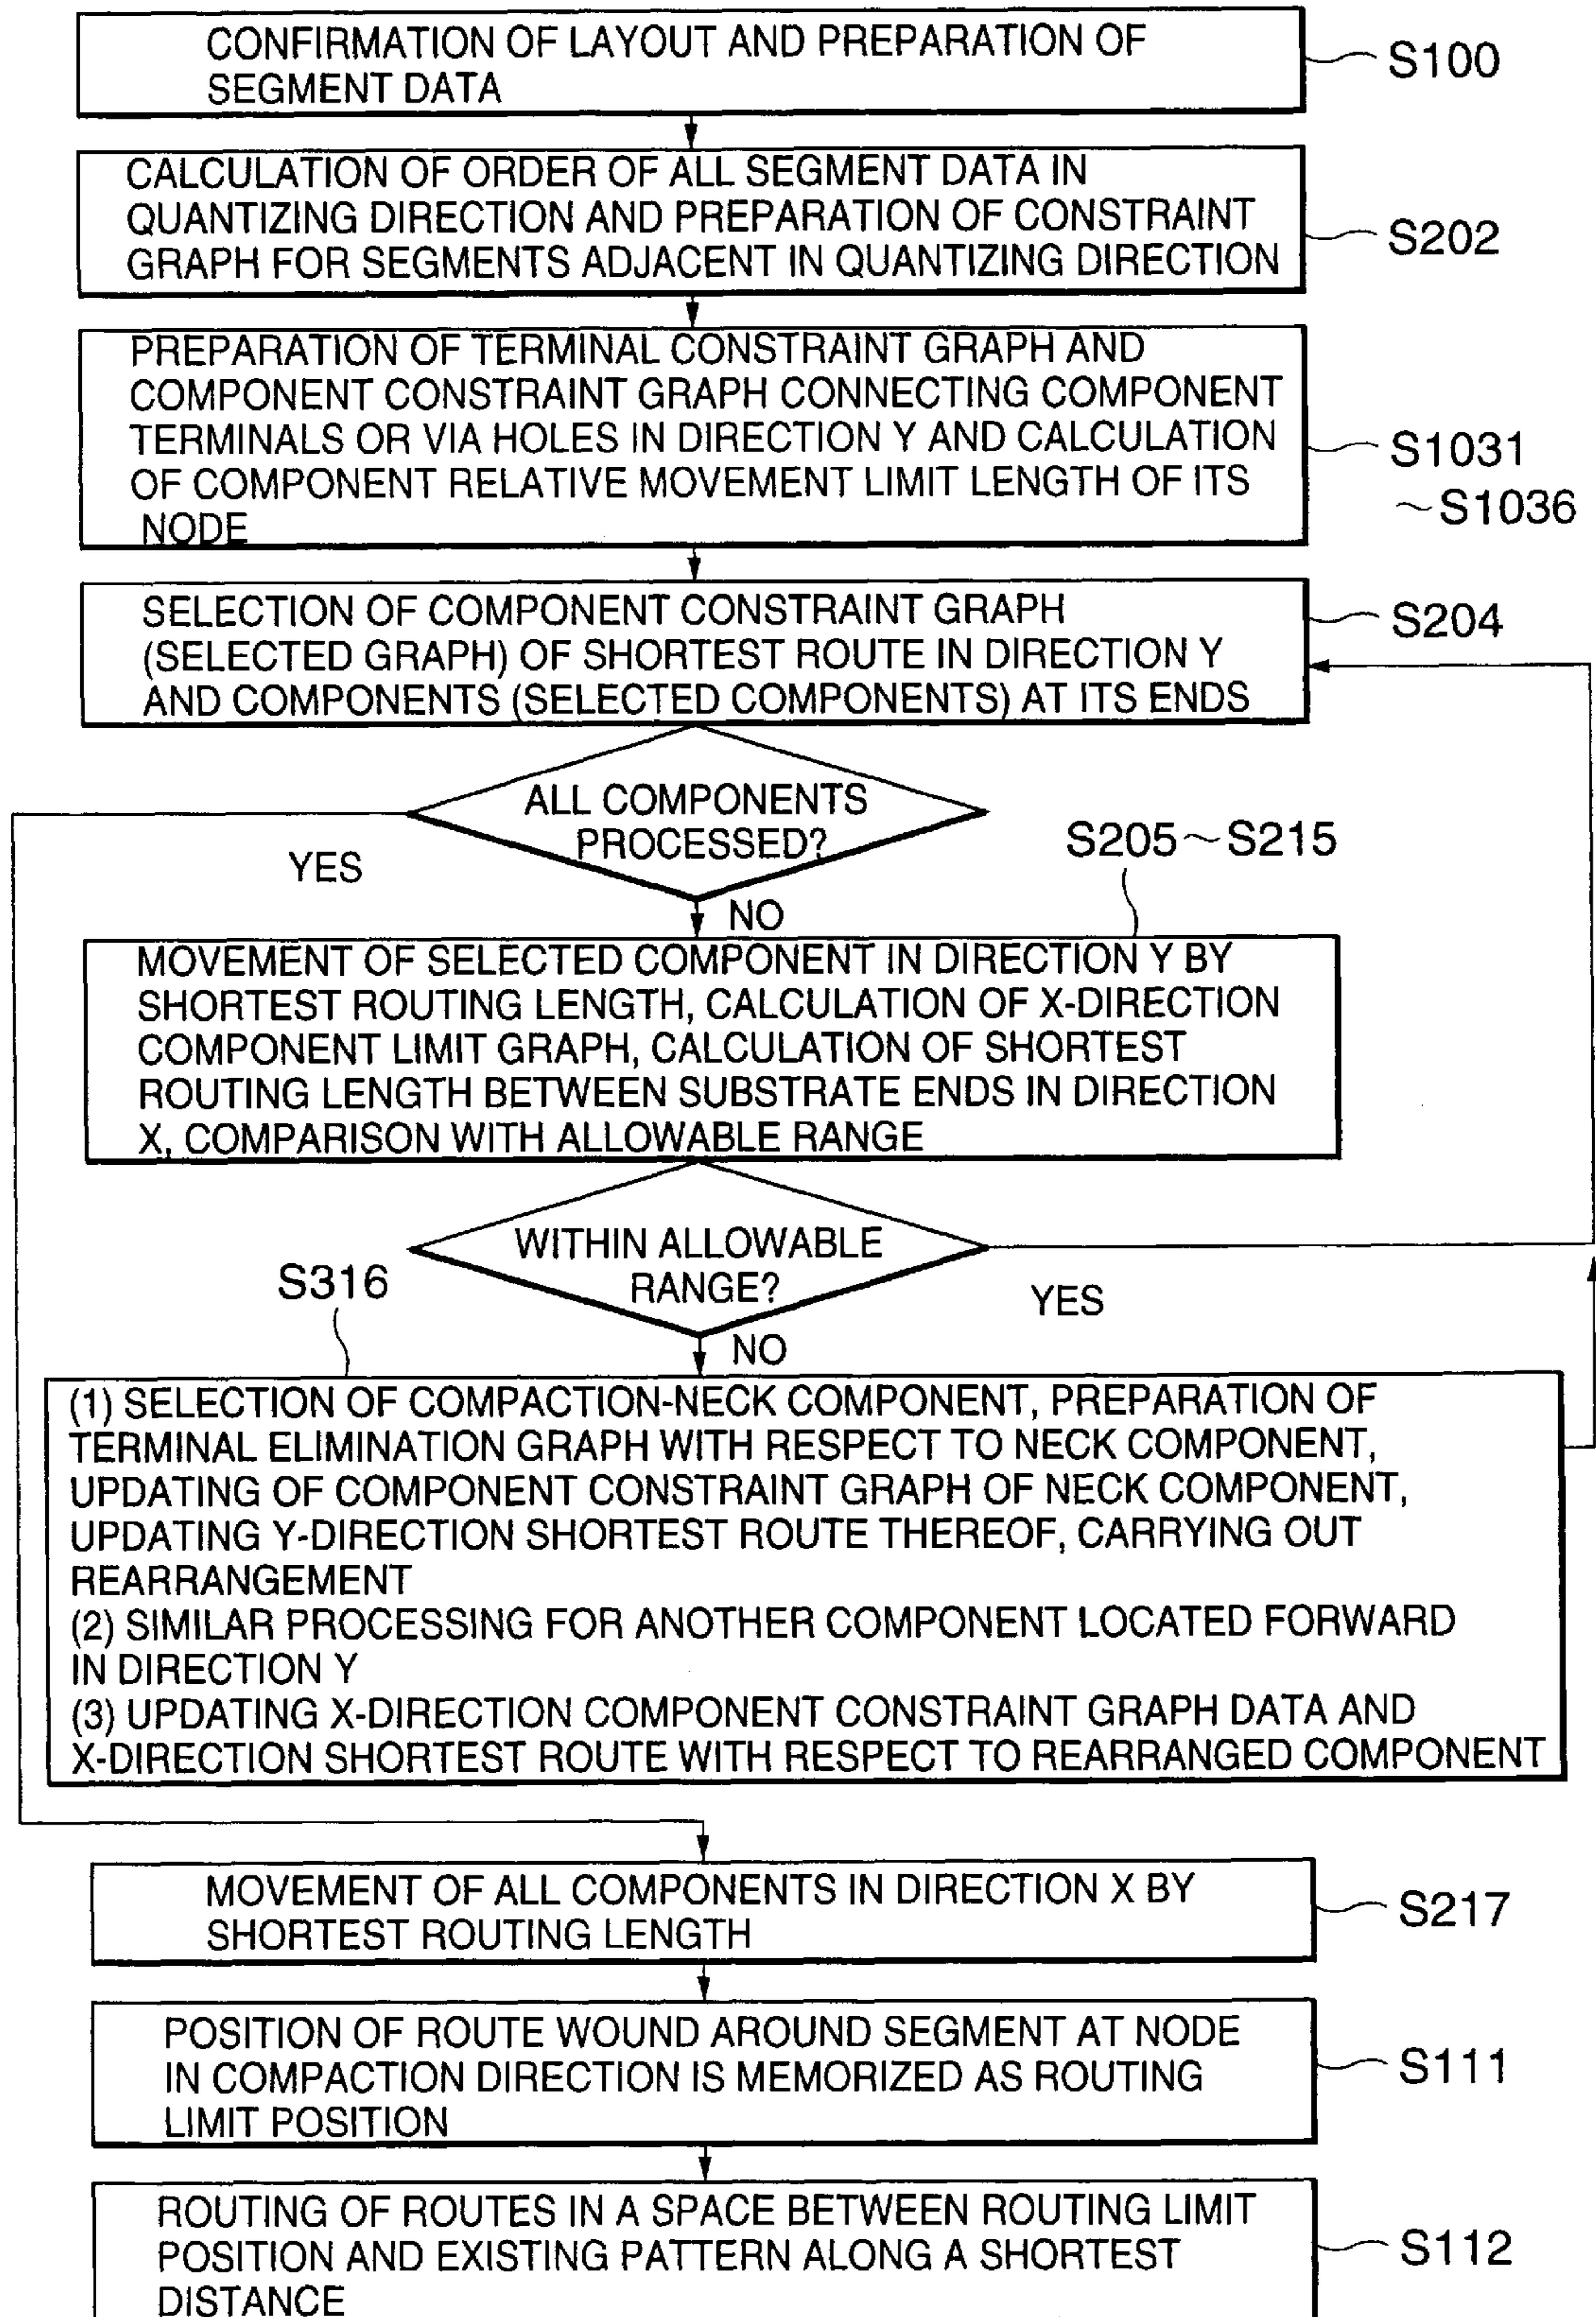 CONFIRMATION OF LAYOUT AND PREPARATION OF
SEGMENT DATA
S100
CALCULATION OF ORDER OF ALL SEGMENT DATA IN
QUANTIZING DIRECTION AND PREPARATION OF CONSTRAINT
GRAPH FOR SEGMENTS ADJACENT IN QUANTIZING DIRECTION
S202
PREPARATION OF TERMINAL CONSTRAINT GRAPH AND
COMPONENT CONSTRAINT GRAPH CONNECTING COMPONENT
TERMINALS OR VIA HOLES IN DIRECTION Y AND CALCULATION
OF COMPONENT RELATIVE MOVEMENT LIMIT LENGTH OF ITS
NODE
S1031
~S1036
SELECTION OF COMPONENT CONSTRAINT GRAPH
(SELECTED GRAPH) OF SHORTEST ROUTE IN DIRECTION Y
AND COMPONENTS (SELECTED COMPONENTS) AT ITS ENDS
S204
ALL COMPONENTS
PROCESSED?
YES
NO
S205~S215
MOVEMENT OF SELECTED COMPONENT IN DIRECTION Y BY
SHORTEST ROUTING LENGTH, CALCULATION OF X-DIRECTION
COMPONENT LIMIT GRAPH, CALCULATION OF SHORTEST
ROUTING LENGTH BETWEEN SUBSTRATE ENDS IN DIRECTION
X, COMPARISON WITH ALLOWABLE RANGE
WITHIN ALLOWABLE
RANGE?
YES
NO
S316
(1) SELECTION OF COMPACTION-NECK COMPONENT, PREPARATION OF
TERMINAL ELIMINATION GRAPH WITH RESPECT TO NECK COMPONENT,
UPDATING OF COMPONENT CONSTRAINT GRAPH OF NECK COMPONENT,
UPDATING Y-DIRECTION SHORTEST ROUTE THEREOF, CARRYING OUT
REARRANGEMENT
(2) SIMILAR PROCESSING FOR ANOTHER COMPONENT LOCATED FORWARD
IN DIRECTION Y
(3) UPDATING X-DIRECTION COMPONENT CONSTRAINT GRAPH DATA AND
X-DIRECTION SHORTEST ROUTE WITH RESPECT TO REARRANGED COMPONENT
MOVEMENT OF ALL COMPONENTS IN DIRECTION X BY
SHORTEST ROUTING LENGTH
S217
POSITION OF ROUTE WOUND AROUND SEGMENT AT NODE
IN COMPACTION DIRECTION IS MEMORIZED AS ROUTING
LIMIT POSITION
S111
ROUTING OF ROUTES IN A SPACE BETWEEN ROUTING LIMIT
POSITION AND EXISTING PATTERN ALONG A SHORTEST
DISTANCE
S112